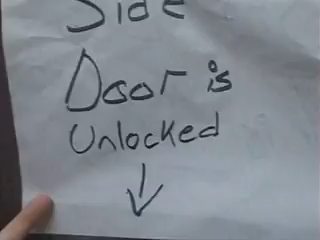 Side
Door is
Unlocked
↓